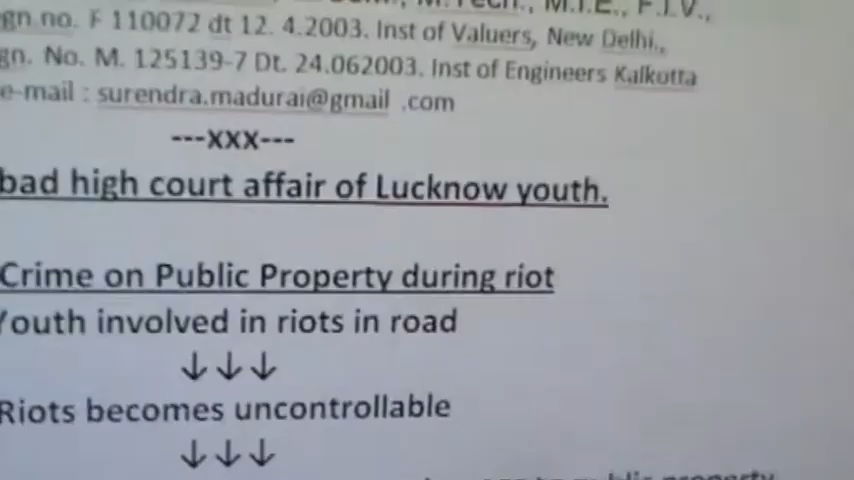 M.I.E., F.I.V.,
gn no. F 110072 dt 12. 4.2003. Inst of Valuers, New Delhi.,
gn. No. M. 125139-7 Dt. 24.062003. Inst of Engineers Kalkotta
e-mail : surendra.madurai@gmail .com
---XXX---
bad high court affair of Lucknow youth.
Crime on Public Property during riot
Youth involved in riots in road
↓↓↓
Riots becomes uncontrollable
↓↓↓
public property